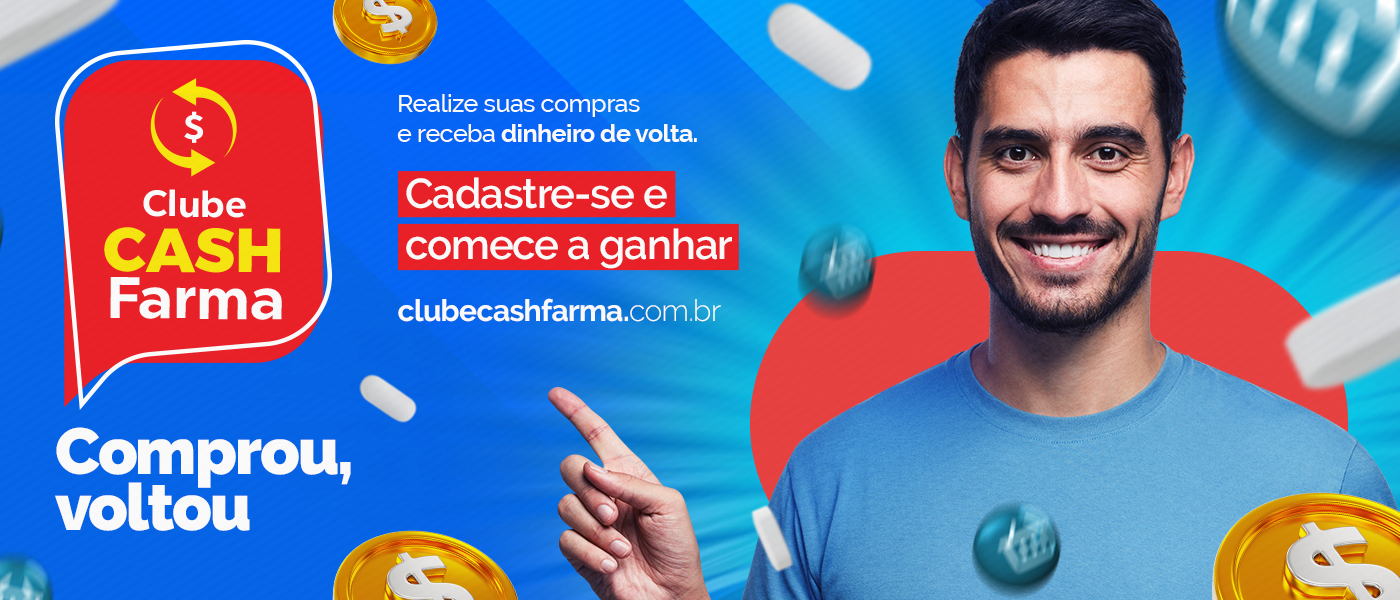 $
Clube
CASH
Farma
Comprou,
voltou
Realize suas compras
e receba dinheiro de volta.
Cadastre-se e
comece a ganhar
clubecashfarma.com.br
$
$
$